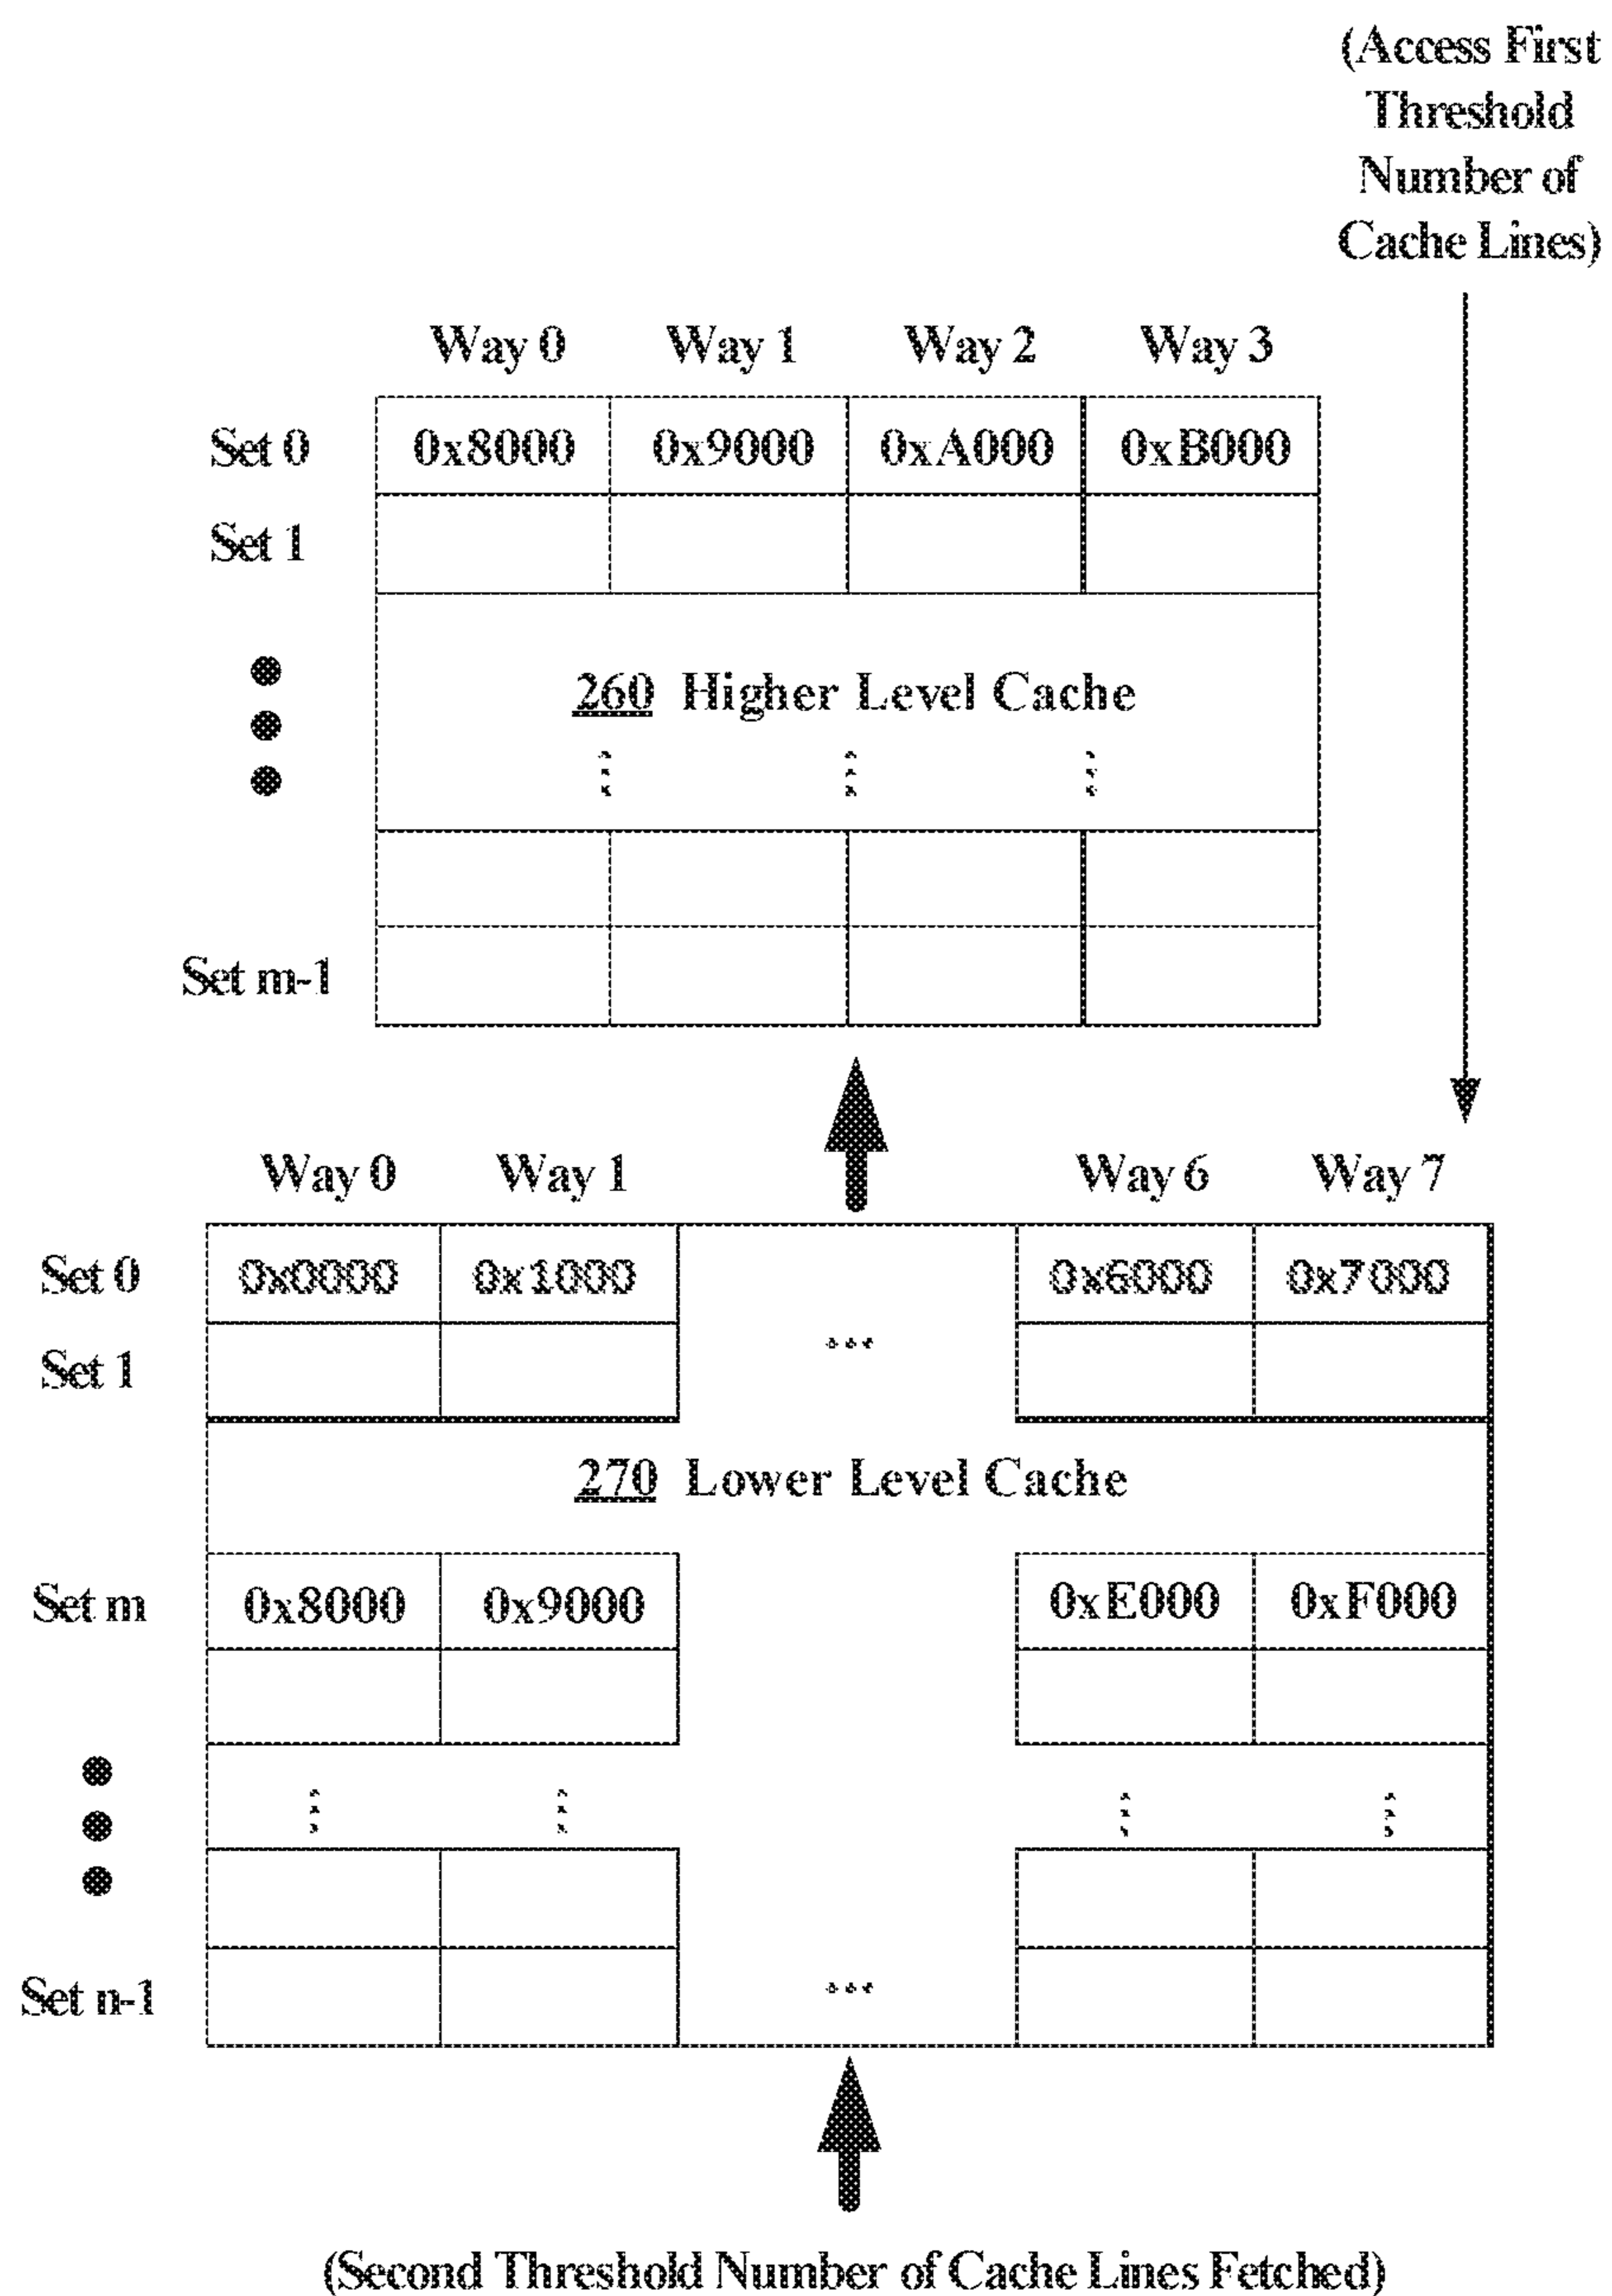 (Access First
Threshold
Number of
Cache Lines)
Way 0 Way 1 Way 2 Way 3
Set 0 0x8000 0x9000 0xA000 0xB000
Set 1
260 Higher Level Cache
Set m-1
Way 0 Way 1 Way 6 Way 7
Set 0 0x0000 0x1000 0x6000 0x7000
Set 1 ...
270 Lower Level Cache
Set m 0x8000 0x9000 0xE000 0xF000
Set n-1 ...
(Second Threshold Number of Cache Lines Fetched)